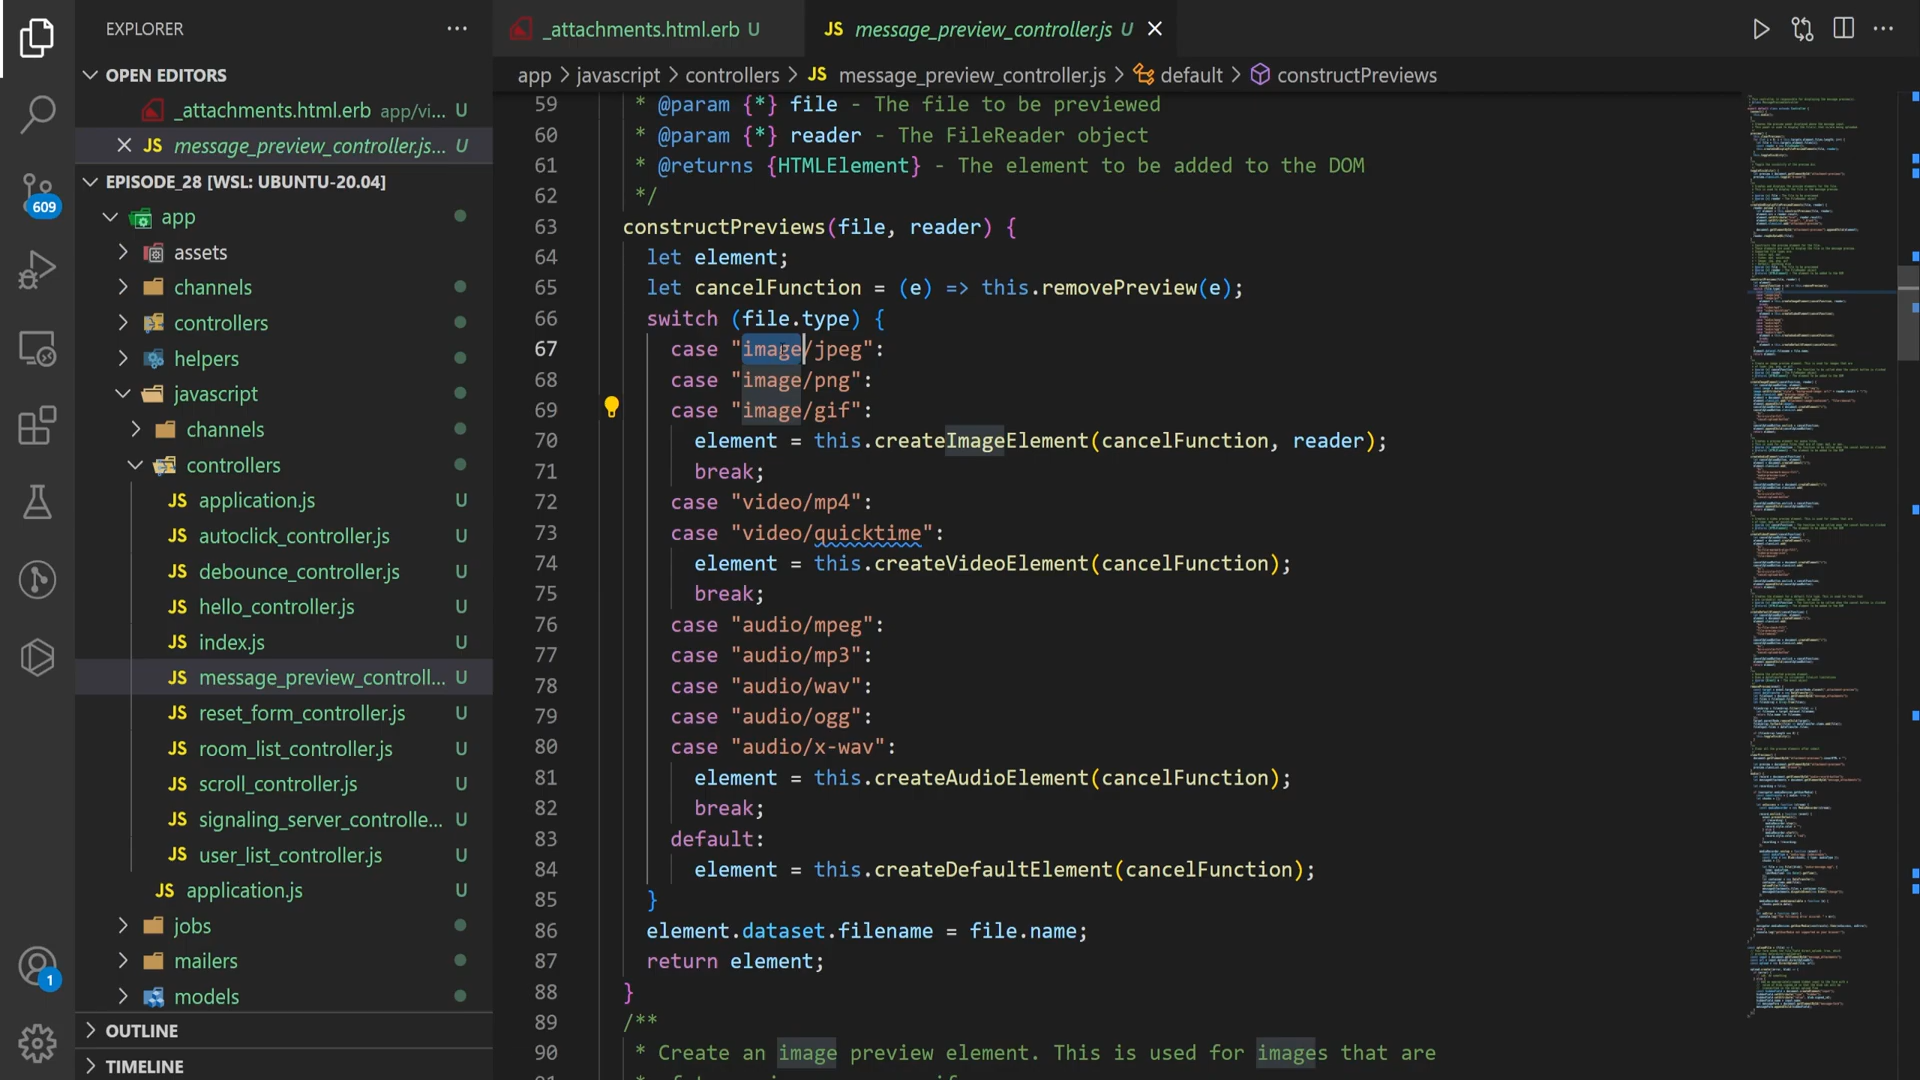 EXPLORER
OPEN EDITORS
_attachments.html.erb app/vi... U
JS message_preview_controller.js... U
EPISODE_28 [WSL: UBUNTU-20.04]
app
assets
channels
controllers
helpers
javascript
channels
controllers
JS application.js U
JS autoclick_controller.js U
JS debounce_controller.js U
JS hello_controller.js U
JS index.js U
JS message_preview_controll... U
JS reset_form_controller.js U
JS room_list_controller.js U
JS scroll_controller.js U
JS signaling_server_controlle... U
JS user_list_controller.js U
JS application.js U
jobs
mailers
models
OUTLINE
TIMELINE
609
1
_attachments.html.erb U
JS message_preview_controller.js U
app > javascript > controllers > JS message_preview_controller.js > default > constructPreviews
59 * @param {*} file - The file to be previewed
60 * @param {*} reader - The FileReader object
61 * @returns {HTMLElement} - The element to be added to the DOM
62 */
63 constructPreviews(file, reader) {
64 let element;
65 let cancelFunction = (e) => this.removePreview(e);
66 switch (file.type) {
67 case "image/jpeg":
68 case "image/png":
69 case "image/gif":
70 element = this.createImageElement(cancelFunction, reader);
71 break;
72 case "video/mp4":
73 case "video/quicktime":
74 element = this.createVideoElement(cancelFunction);
75 break;
76 case "audio/mpeg":
77 case "audio/mp3":
78 case "audio/wav":
79 case "audio/ogg":
80 case "audio/x-wav":
81 element = this.createAudioElement(cancelFunction);
82 break;
83 default:
84 element = this.createDefaultElement(cancelFunction);
85 }
86 element.dataset.filename = file.name;
87 return element;
88 }
89 /**
90 * Create an image preview element. This is used for images that are